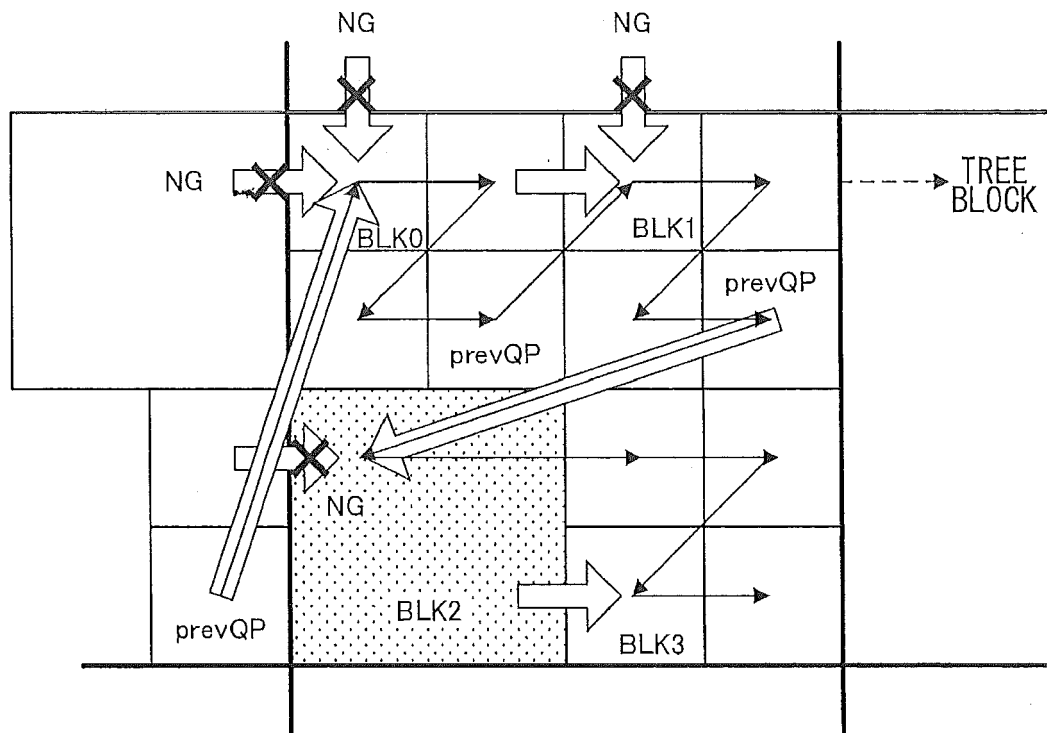 NG
NG
NG
TREE
BLOCK
BLK0
BLK1
prevQP
prevQP
NG
BLK2
prevQP
BLK3